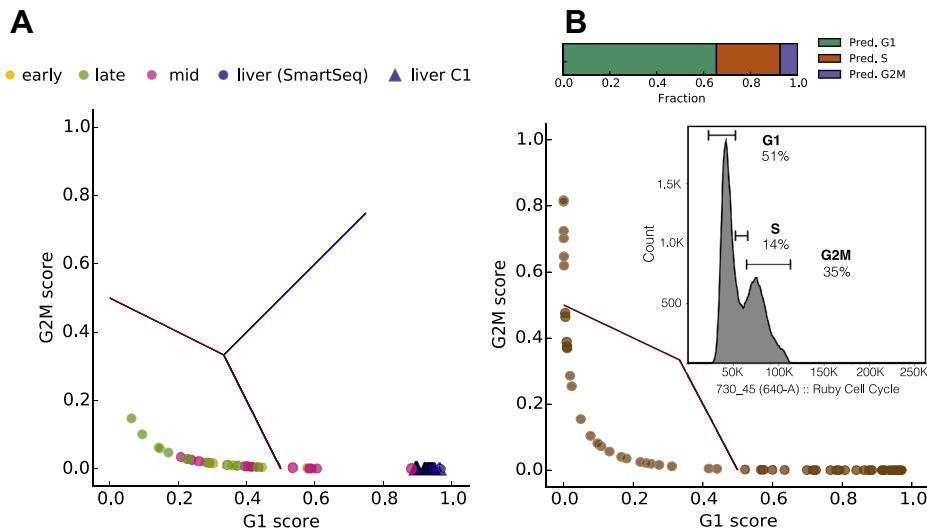 A
early late mid liver (SmartSeq) liver C1
G2M score
1.0
0.8
0.6
0.4
0.2
0.0
0.0 0.2 0.4 0.6 0.8 1.0
G1 score
B
Pred. G1
Pred. S
Pred. G2M
0.0 0.2 0.4 0.6 0.8 1.0
Fraction
G2M score
1.0
0.8
0.6
0.4
0.2
0.0
0.0 0.2 0.4 0.6 0.8 1.0
G1 score
G1
51%
S
14%
G2M
35%
Count
1,5K
1.0K
500
50K 100K 150K 200K 250K
730_45 (640-A) :: Ruby Cell Cycle